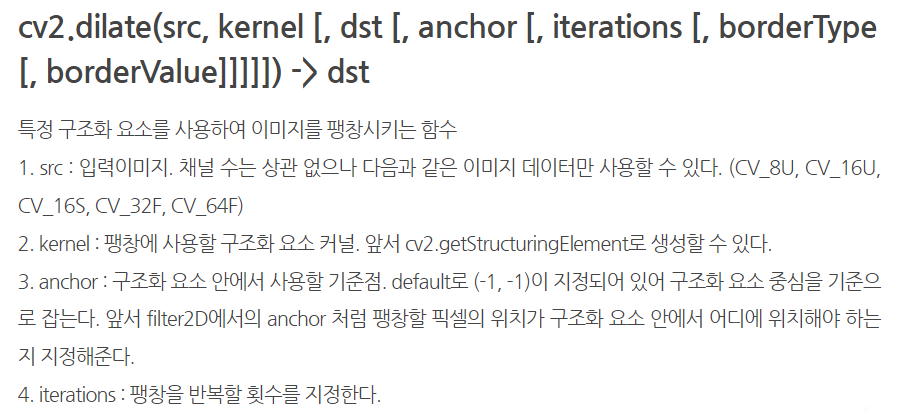 cv2.dilate(src, kernel [, dst [, anchor [, iterations [, borderType
[, borderValue]]]]]) -> dst
특정 구조화 요소를 사용하여 이미지를 팽창시키는 함수
1. src : 입력이미지. 채널 수는 상관 없으나 다음과 같은 이미지 데이터만 사용할 수 있다. (CV_8U, CV_16U,
CV_16S, CV_32F, CV_64F)
2. kernel : 팽창에 사용할 구조화 요소 커널. 앞서 cv2.getStructuringElement로 생성할 수 있다.
3. anchor : 구조화 요소 안에서 사용할 기준점. default로 (-1, -1)이 지정되어 있어 구조화 요소 중심을 기준으
로 잡는다. 앞서 filter2D에서의 anchor 처럼 팽창할 픽셀의 위치가 구조화 요소 안에서 어디에 위치해야 하는
지 지정해준다.
4. iterations : 팽창을 반복할 횟수를 지정한다.